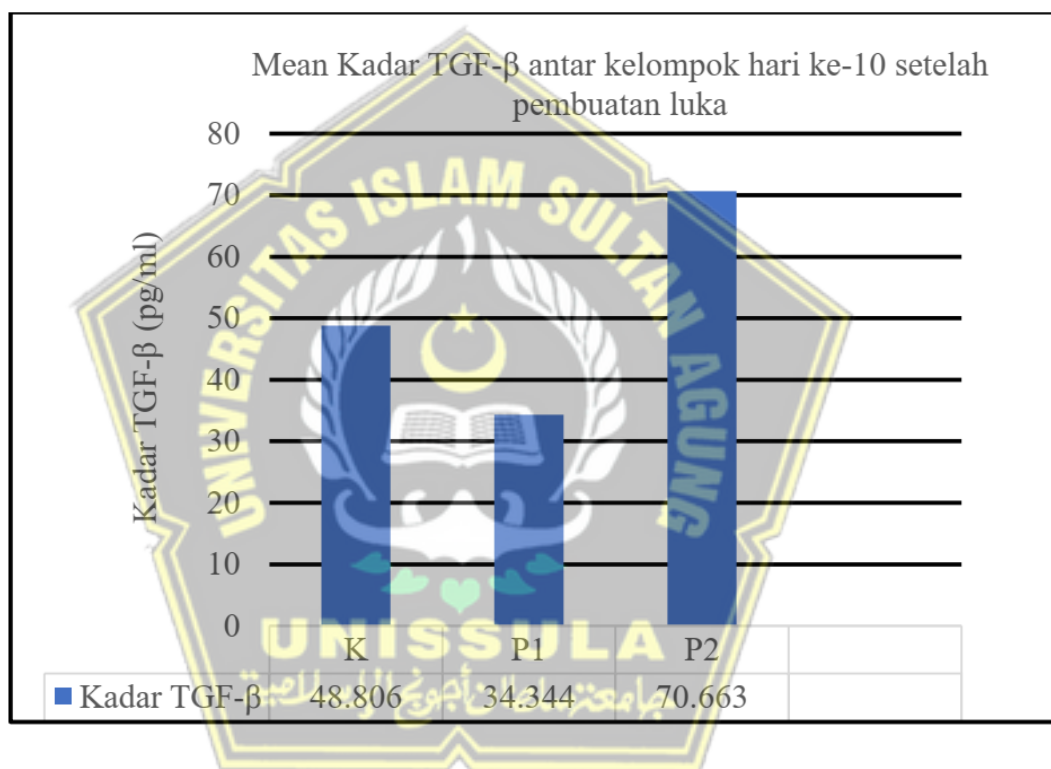 Mean Kadar TGF-β antar kelompok hari ke-10 setelah
pembuatan luka
Kadar TGF-β (pg/ml)
80
70
60
50
40
30
20
10
0
K P1 P2
Kadar TGF-β 48.806 34.344 70.663
UNIVERSITAS ISLAM SULTAN AGUNG
UNISSULA